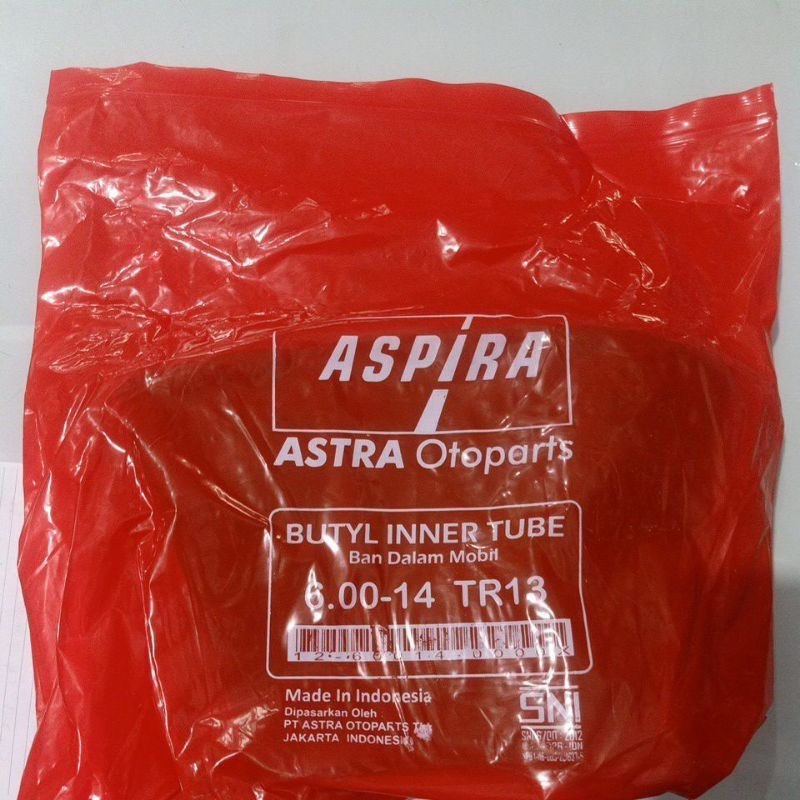 ASPIRA
ASTRA Otoparts
BUTYL INNER TUBE
Ban Dalam Mobil
6.00-14 TR13
Made In Indonesia
Dipasarkan Oleh
PT ASTRA OTOPARTS
JAKARTA INDONESIA
SNI